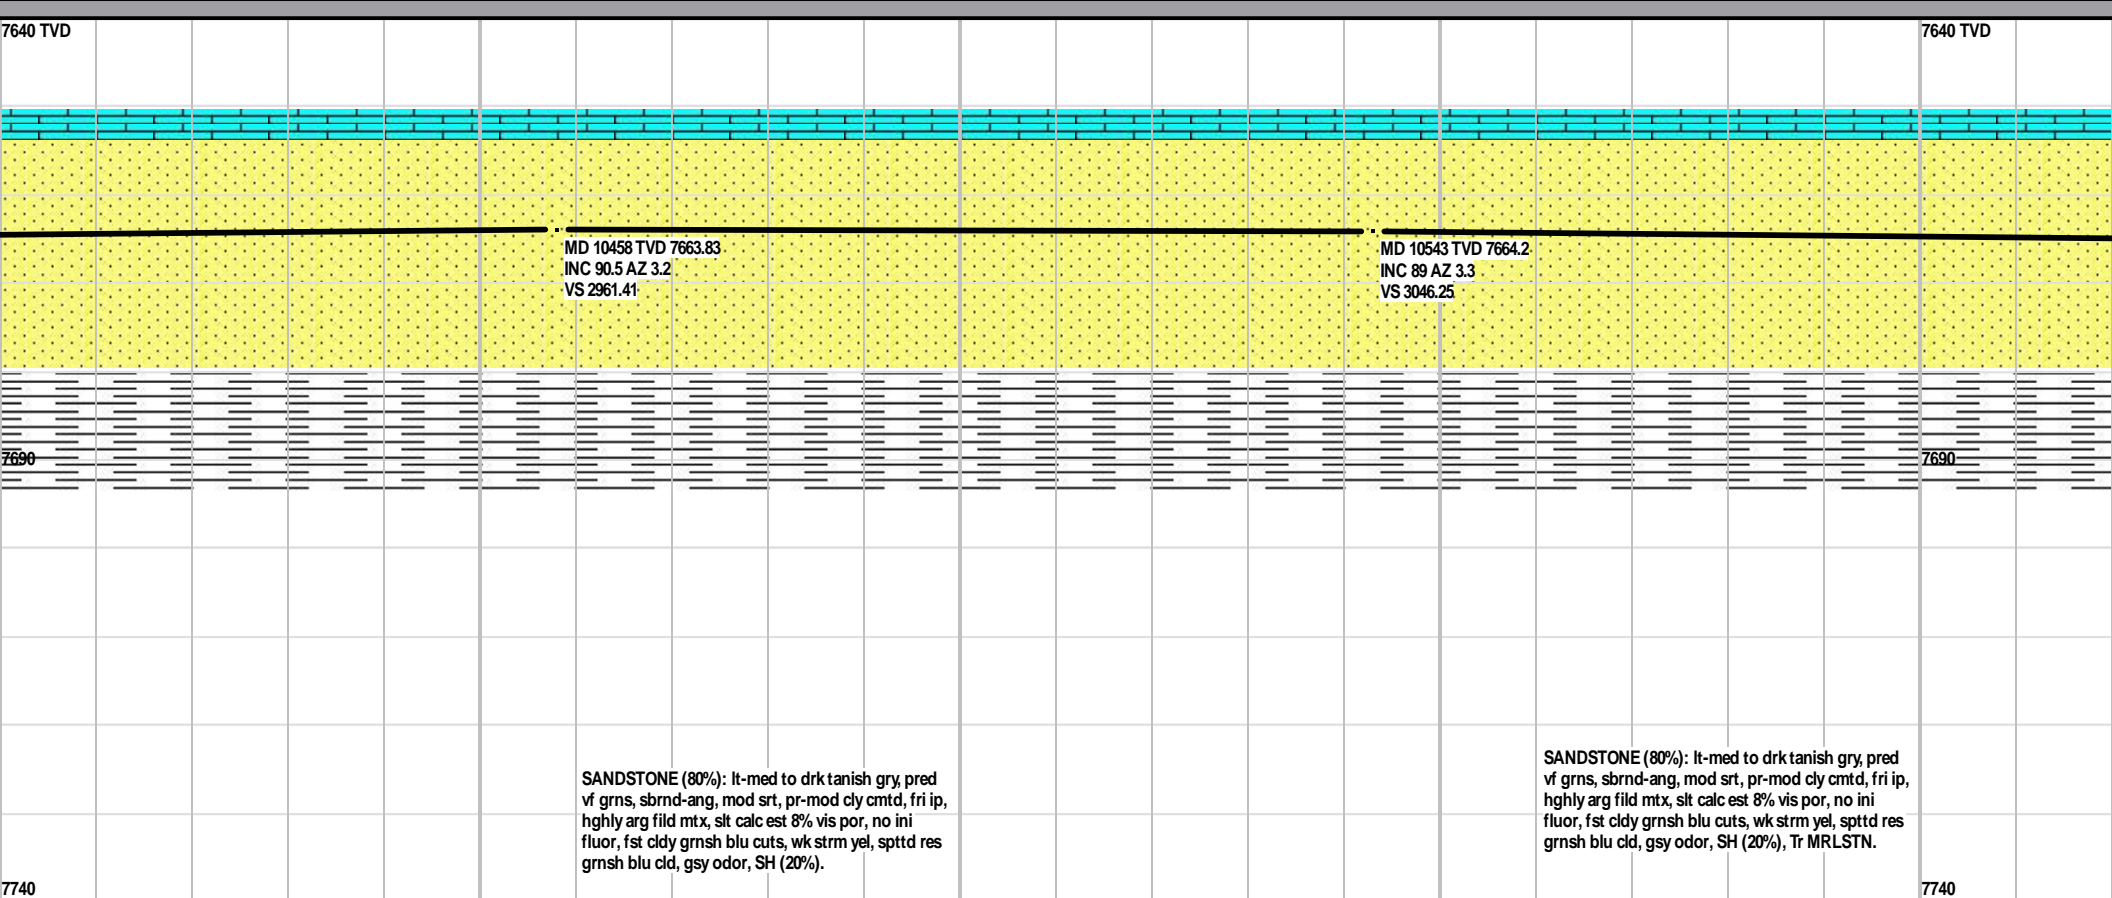 7640 TVD
7640 TVD
MD 10458 TVD 7663.83
INC 90.5 AZ 3.2
VS 2961.41
MD 10543 TVD 7664.2
INC 89 AZ 3.3
VS 3046.25
7690
7690
SANDSTONE (80%): lt-med to drk tanish gry, pred
vf grns, sbrnd-ang, mod srt, pr-mod cly cmtd, fri ip,
hghly arg fild mtx, slt calc est 8% vis por, no ini
fluor, fst cldy grnsh blu cuts, wk strm yel, spttd res
grnsh blu cld, gsy odor, SH (20%).
SANDSTONE (80%): lt-med to drk tanish gry, pred
vf grns, sbrnd-ang, mod srt, pr-mod cly cmtd, fri ip,
hghly arg fild mtx, slt calc est 8% vis por, no ini
fluor, fst cldy grnsh blu cuts, wk strm yel, spttd res
grnsh blu cld, gsy odor, SH (20%), Tr MRLSTN.
7740
7740